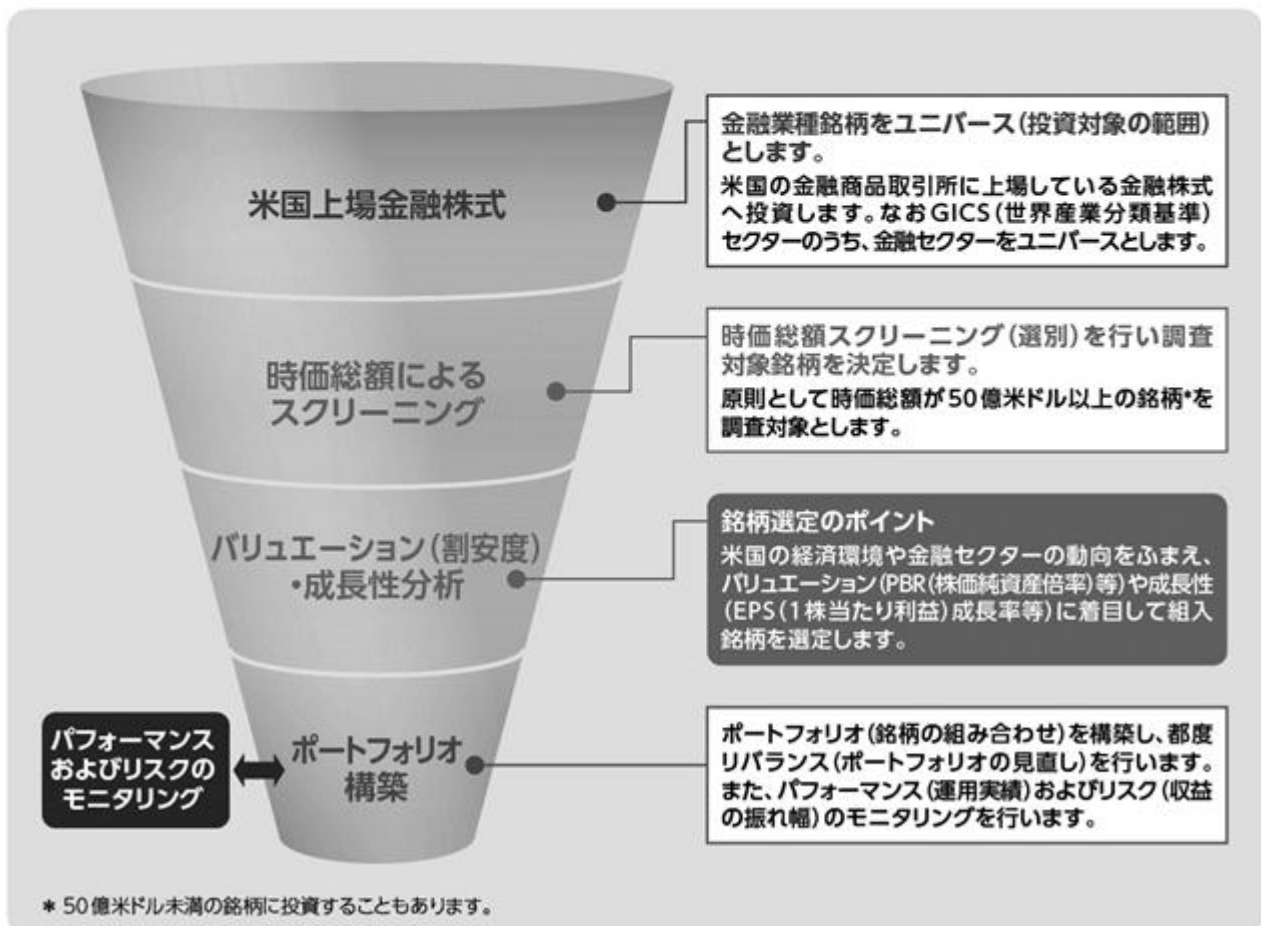 米国上場金融株式
金融業種銘柄をユニバース(投資対象の範囲)
とします。
米国の金融商品取引所に上場している金融株式
へ投資します。なおGICS(世界産業分類基準)
セクターのうち、金融セクターをユニバースとします。
時価総額による
スクリーニング
時価総額スクリーニング(選別)を行い調査
対象銘柄を決定します。
原則として時価総額が50億米ドル以上の銘柄*を
調査対象とします。
バリュエーション(割安度)
・成長性分析
銘柄選定のポイント
米国の経済環境や金融セクターの動向をふまえ、
バリュエーション(PBR(株価純資産倍率)等)や成長性
(EPS(1株当たり利益)成長率等)に着目して組入
銘柄を選定します。
パフォーマンス
およびリスクの
モニタリング
ポートフォリオ
構築
ポートフォリオ(銘柄の組み合わせ)を構築し、都度
リバランス(ポートフォリオの見直し)を行います。
また、パフォーマンス(運用実績)およびリスク(収益
の振れ幅)のモニタリングを行います。
* 50億米ドル未満の銘柄に投資することもあります。